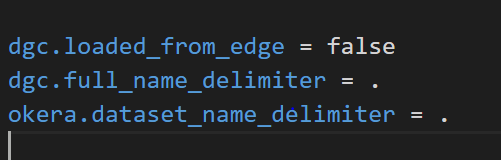 dgc.loaded_from_edge = false
dgc.full_name_delimiter = .
okera.dataset_name_delimiter = .